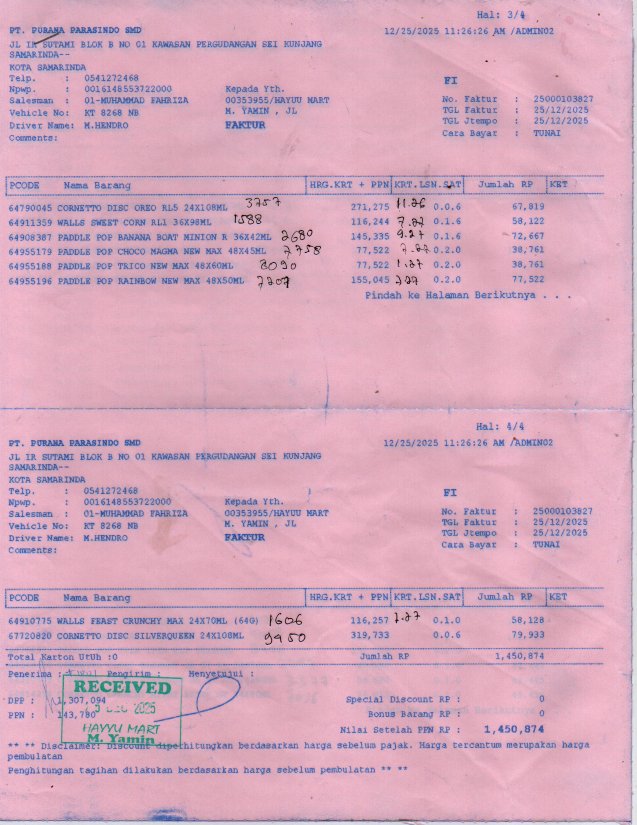 Hal: 3/4
PT. PURANA PARASINDO SMD 12/25/2025 11:26:26 AM /ADMIN02
JL IR SUTAMI BLOK B NO 01 KAWASAN PERGUDANGAN SEI KUNJANG
SAMARINDA--
KOTA SAMARINDA
Telp. : 0541272468 FI
Npwp. : 0016148553722000 Kepada Yth.
Salesman : 01-MUHAMMAD FAHRIZA 00353955/HAYUU MART No. Faktur : 25000103827
Vehicle No: KT 8268 NB M. YAMIN , JL TGL Faktur : 25/12/2025
Driver Name: M.HENDRO FAKTUR TGL Jtempo : 25/12/2025
Comments: Cara Bayar : TUNAI
PCODE Nama Barang HRG.KRT + PPN KRT.LSN.SAT Jumlah RP KET
64790045 CORNETTO DISC OREO RL5 24X108ML 3757 271,275 11.26 0.0.6 67,819
64911359 WALLS SWEET CORN RL1 36X98ML 1588 116,244 7.27 0.1.6 58,122
64908387 PADDLE POP BANANA BOAT MINION R 36X42ML 2680 145,335 9.27 0.1.6 72,667
64955179 PADDLE POP CHOCO MAGMA NEW MAX 48X45ML 2758 77,522 7.27 0.2.0 38,761
64955188 PADDLE POP TRICO NEW MAX 48X60ML 8090 77,522 1.27 0.2.0 38,761
64955196 PADDLE POP RAINBOW NEW MAX 48X50ML 155,045 0.2.0 77,522
Pindah ke Halaman Berikutnya . . .
Hal: 4/4
PT. PURANA PARASINDO SMD 12/25/2025 11:26:26 AM /ADMIN02
JL IR SUTAMI BLOK B NO 01 KAWASAN PERGUDANGAN SEI KUNJANG
SAMARINDA--
KOTA SAMARINDA
Telp. : 0541272468 FI
Npwp. : 0016148553722000 Kepada Yth.
Salesman : 01-MUHAMMAD FAHRIZA 00353955/HAYUU MART No. Faktur : 25000103827
Vehicle No: KT 8268 NB M. YAMIN , JL TGL Faktur : 25/12/2025
Driver Name: M.HENDRO FAKTUR TGL Jtempo : 25/12/2025
Comments: Cara Bayar : TUNAI
PCODE Nama Barang HRG.KRT + PPN KRT.LSN.SAT Jumlah RP KET
64910775 WALLS FEAST CRUNCHY MAX 24X70ML (64G) 1606 116,257 7.27 0.1.0 58,128
67720820 CORNETTO DISC SILVERQUEEN 24X108ML 9450 319,733 0.0.6 79,933
Total Karton Utuh :0 Jumlah RP 1,450,874
Penerima : Pengirim : Menyetujui :
RECEIVED
DPP : 1,307,094 25 DEC 2025 Special Discount RP : 0
PPN : 143,780 Bonus Barang RP : 0
HAYYU MART
M. Yamin Nilai Setelah PPN RP : 1,450,874
** ** Disclaimer: Discount diperhitungkan berdasarkan harga sebelum pajak. Harga tercantum merupakan harga
pembulatan
Penghitungan tagihan dilakukan berdasarkan harga sebelum pembulatan ** **